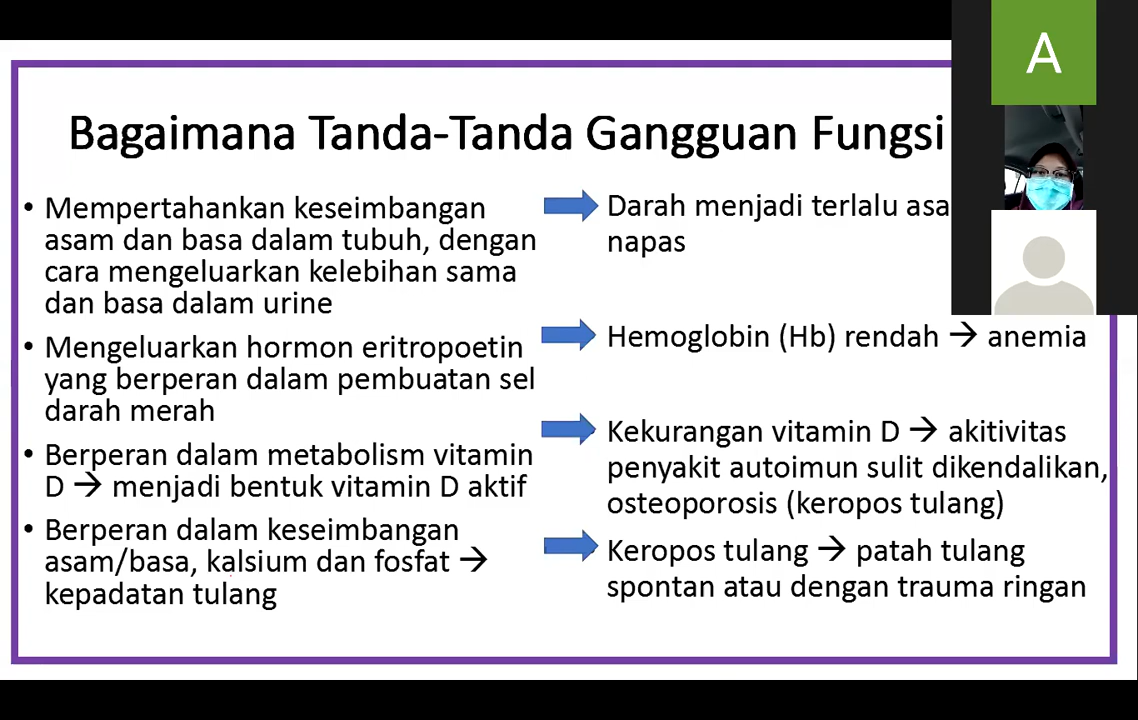 Bagaimana Tanda-Tanda Gangguan Fungsi
• Mempertahankan keseimbangan
asam dan basa dalam tubuh, dengan
cara mengeluarkan kelebihan sama
dan basa dalam urine
• Mengeluarkan hormon eritropoetin
yang berperan dalam pembuatan sel
darah merah
• Berperan dalam metabolism vitamin
D → menjadi bentuk vitamin D aktif
• Berperan dalam keseimbangan
asam/basa, kalsium dan fosfat →
kepadatan tulang
Darah menjadi terlalu
napas
Hemoglobin (Hb) rendah → anemia
Kekurangan vitamin D → akitivitas
penyakit autoimun sulit dikendalikan,
osteoporosis (keropos tulang)
Keropos tulang → patah tulang
spontan atau dengan trauma ringan
A